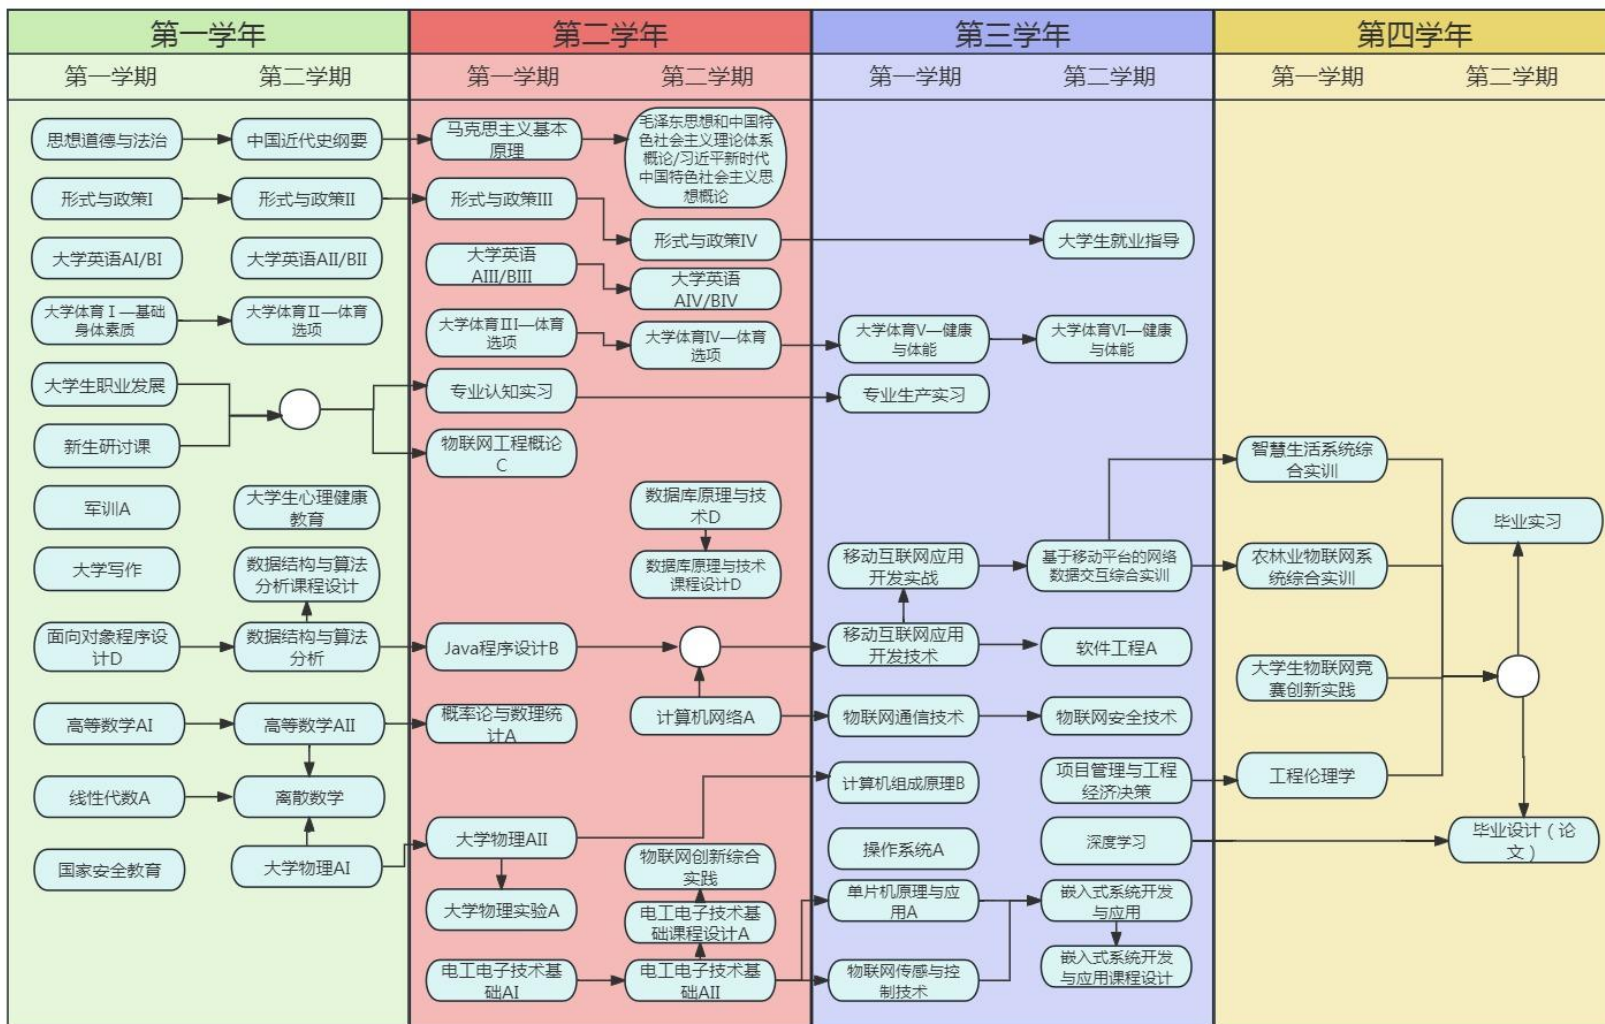 第一学年
第二学年
第三学年
第四学年
第一学期
第二学期
第一学期
第二学期
第一学期
第二学期
第一学期
第二学期
思想道德与法治
形式与政策I
大学英语AI/BI
大学体育Ⅰ—基础
身体素质
大学生职业发展
新生研讨课
军训A
大学写作
面向对象程序设
计D
高等数学AI
线性代数A
国家安全教育
中国近代史纲要
形式与政策II
大学英语AII/BII
大学体育Ⅱ—体育
选项
大学生心理健康
教育
数据结构与算法
分析课程设计
数据结构与算法
分析
高等数学AII
离散数学
大学物理AI
马克思主义基本
原理
形式与政策III
大学英语
AIII/BIII
大学体育III—体育
选项
专业认知实习
物联网工程概论
C
Java程序设计B
概率论与数理统
计A
大学物理AII
大学物理实验A
电工电子技术基
础AI
毛泽东思想和中国特
色社会主义理论体系
概论/习近平新时代
中国特色社会主义思
想概论
形式与政策IV
大学英语
AIV/BIV
大学体育IV—体育
选项
数据库原理与技
术D
数据库原理与技术
课程设计D
计算机网络A
物联网创新综合
实践
电工电子技术基
础课程设计A
电工电子技术基
础AII
大学体育V—健康
与体能
专业生产实习
移动互联网应用
开发实战
移动互联网应用
开发技术
物联网通信技术
计算机组成原理B
操作系统A
单片机原理与应
用A
物联网传感与控
制技术
大学生就业指导
大学体育VI—健康
与体能
基于移动平台的网络
数据交互综合实训
软件工程A
物联网安全技术
项目管理与工程
经济决策
深度学习
嵌入式系统开发
与应用
嵌入式系统开发
与应用课程设计
智慧生活系统综
合实训
农林业物联网系
统综合实训
大学生物联网竞
赛创新实践
工程伦理学
毕业实习
毕业设计（论
文）